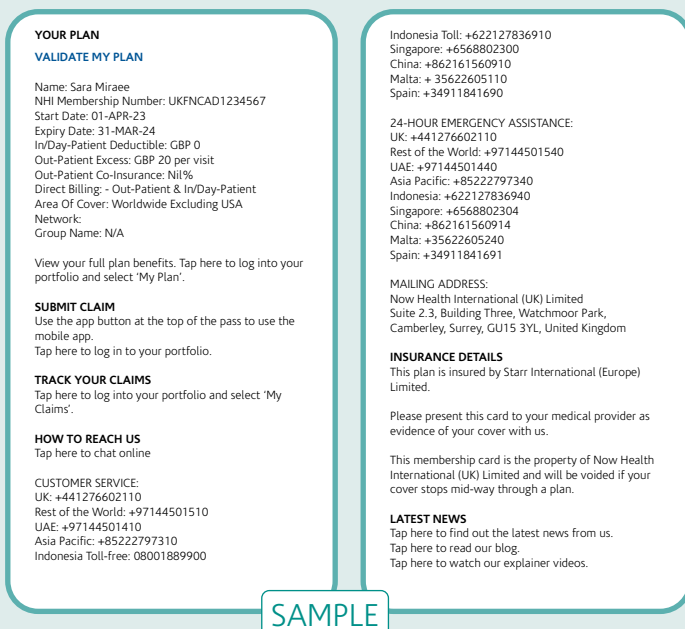 YOUR PLAN
VALIDATE MY PLAN
Name: Sara Miraee
NHI Membership Number: UKFNCAD1234567
Start Date: 01-APR-23
Expiry Date: 31-MAR-24
In/Day-Patient Deductible: GBP 0
Out-Patient Excess: GBP 20 per visit
Out-Patient Co-Insurance: Nil%
Direct Billing: - Out-Patient & In/Day-Patient
Area Of Cover: Worldwide Excluding USA
Network:
Group Name: N/A
View your full plan benefits. Tap here to log into your
portfolio and select ‘My Plan’.
SUBMIT CLAIM
Use the app button at the top of the pass to use the
mobile app.
Tap here to log in to your portfolio.
TRACK YOUR CLAIMS
Tap here to log into your portfolio and select ‘My
Claims’.
HOW TO REACH US
Tap here to chat online
CUSTOMER SERVICE:
UK: +441276602110
Rest of the World: +97144501510
UAE: +97144501410
Asia Pacific: +85222797310
Indonesia Toll-free: 08001889900
Indonesia Toll: +622127836910
Singapore: +6568802300
China: +862161560910
Malta: + 35622605110
Spain: +34911841690
24-HOUR EMERGENCY ASSISTANCE:
UK: +441276602110
Rest of the World: +97144501540
UAE: +97144501440
Asia Pacific: +85222797340
Indonesia: +622127836940
Singapore: +6568802304
China: +862161560914
Malta: +35622605240
Spain: +34911841691
MAILING ADDRESS:
Now Health International (UK) Limited
Suite 2.3, Building Three, Watchmoor Park,
Camberley, Surrey, GU15 3YL, United Kingdom
INSURANCE DETAILS
This plan is insured by Starr International (Europe)
Limited.
Please present this card to your medical provider as
evidence of your cover with us.
This membership card is the property of Now Health
International (UK) Limited and will be voided if your
cover stops mid-way through a plan.
LATEST NEWS
Tap here to find out the latest news from us.
Tap here to read our blog.
Tap here to watch our explainer videos.
SAMPLE